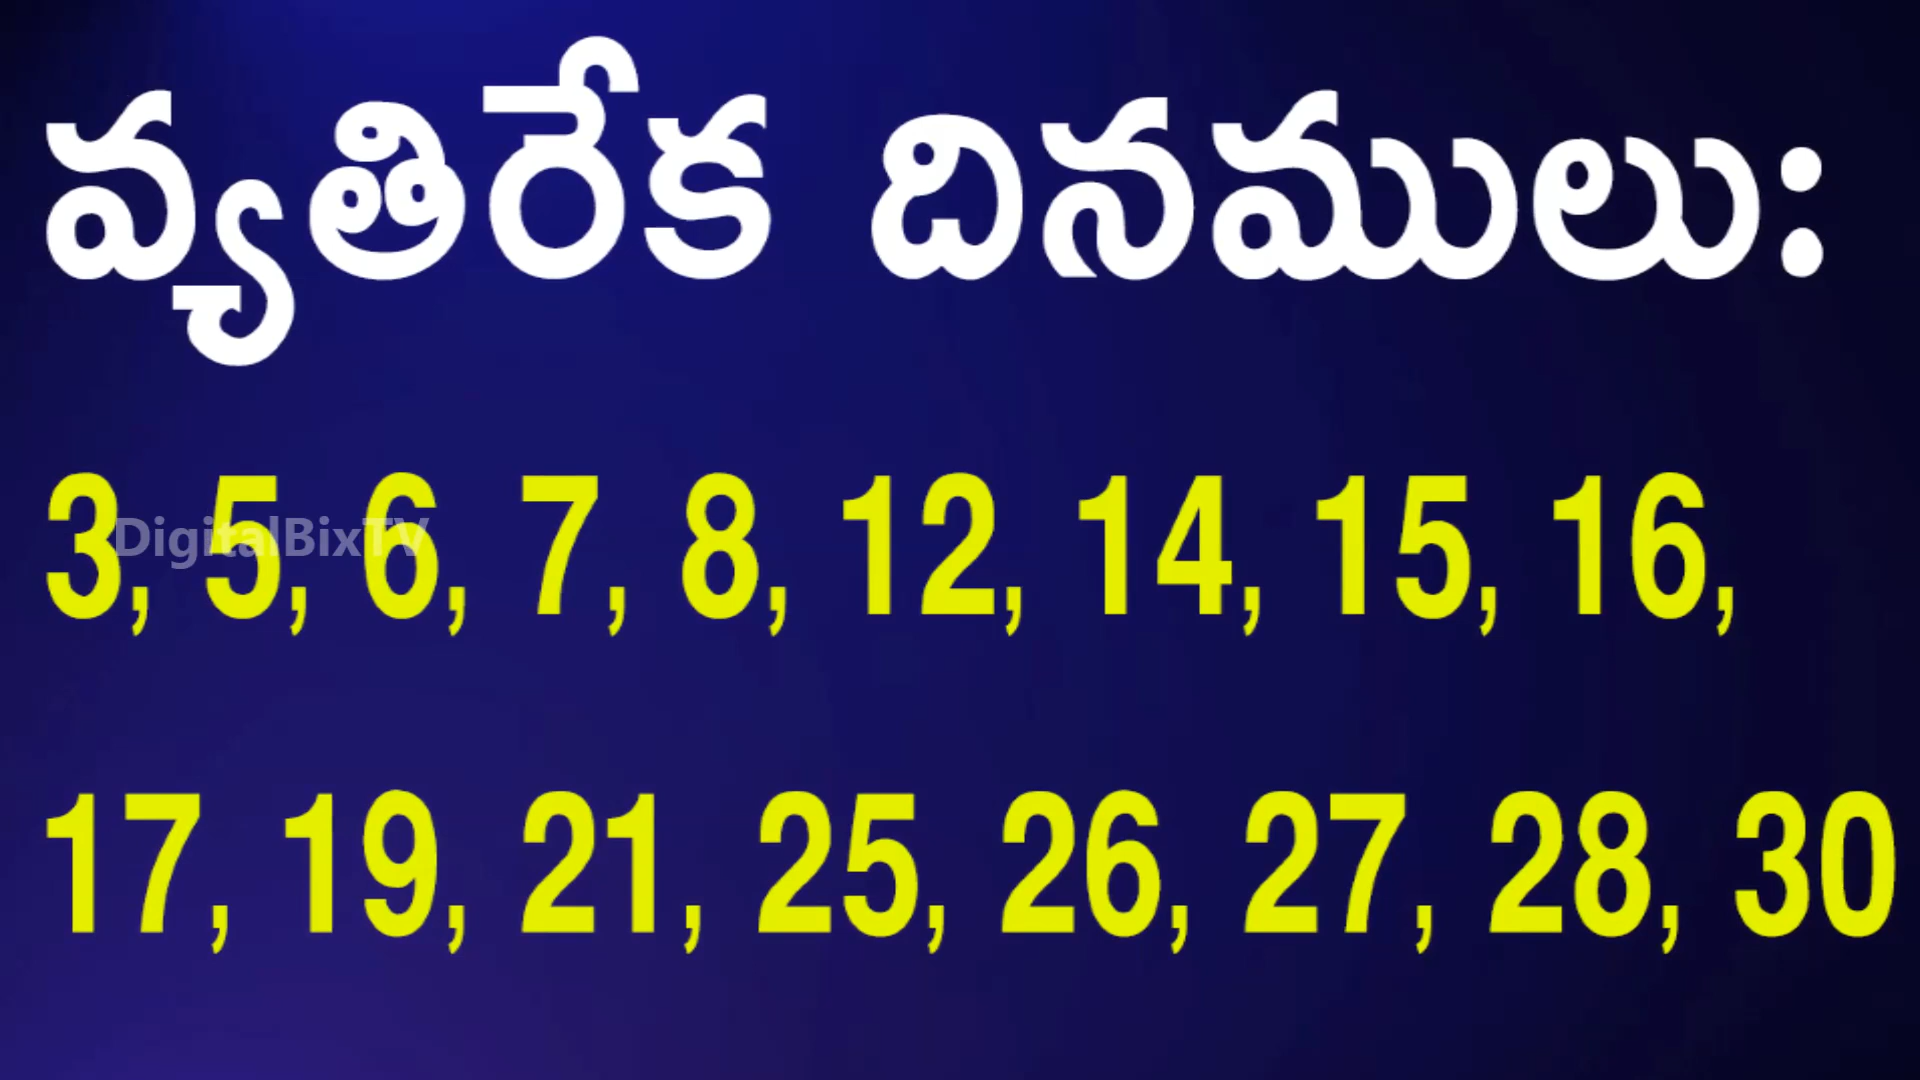 వ్యతిరేక దినములు:
3, 5, 6, 7, 8, 12, 14, 15, 16,
DigitalBixTV
17, 19, 21, 25, 26, 27, 28, 30